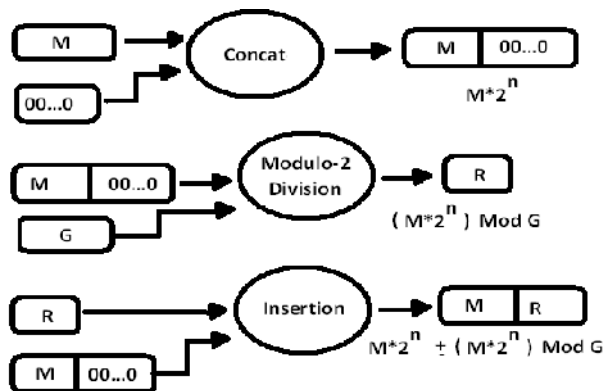 M
Concat
M 00...0
00...0
M*2^n
M 00...0
Modulo-2
Division
R
G
(M*2^n) Mod G
R
Insertion
M R
M 00...0
M*2^n ± (M*2^n) Mod G